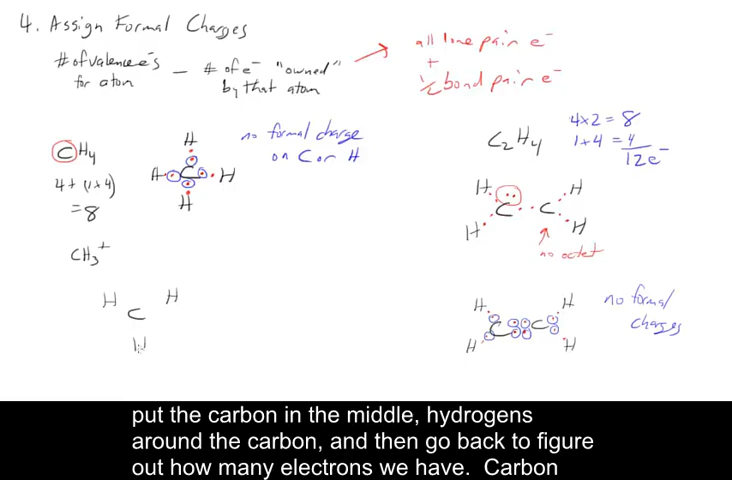 4. Assign Formal Charges
# of valence e⁻s for atom − # of e⁻ "owned" by that atom
all lone pair e⁻
+
½ bond pair e⁻
CH₄
4 + (1×4)
= 8
H
H C H
H
no formal charge
on C or H
C₂H₄
4×2 = 8
1×4 = 4
12e⁻
H H
C C
H H
no octet
CH₃⁺
H H
C
H
H H
C C
H H
no formal
charges
put the carbon in the middle, hydrogens
around the carbon, and then go back to figure
out how many electrons we have. Carbon